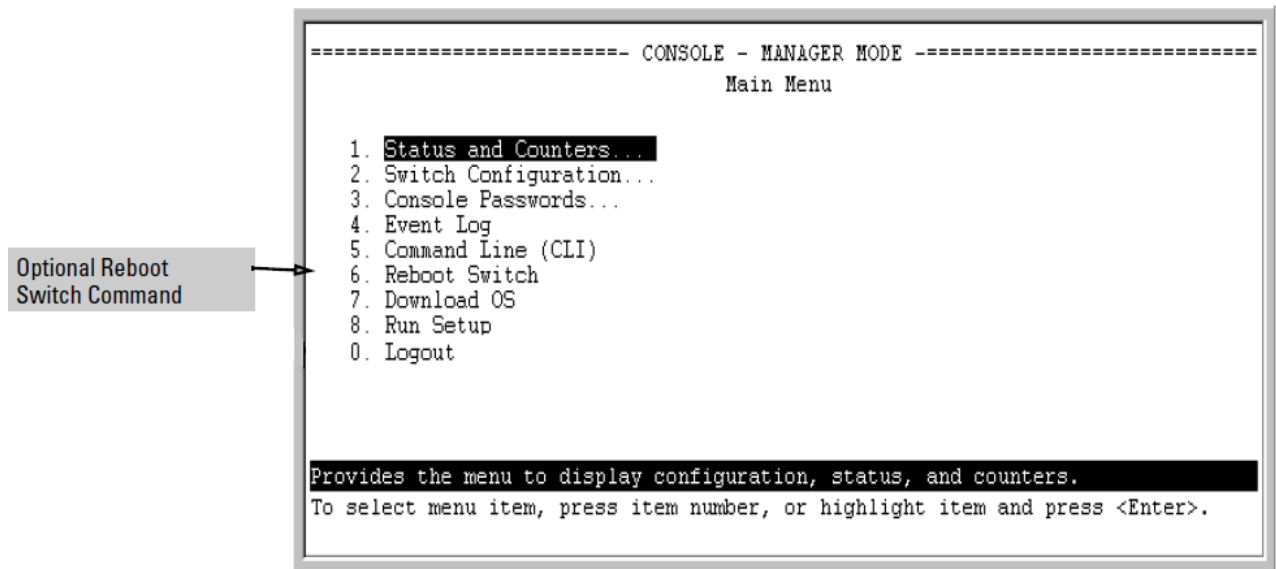 ===========================- CONSOLE - MANAGER MODE -============================
Main Menu
1. Status and Counters...
2. Switch Configuration...
3. Console Passwords...
4. Event Log
5. Command Line (CLI)
6. Reboot Switch
7. Download OS
8. Run Setup
0. Logout
Optional Reboot
Switch Command
Provides the menu to display configuration, status, and counters.
To select menu item, press item number, or highlight item and press <Enter>.